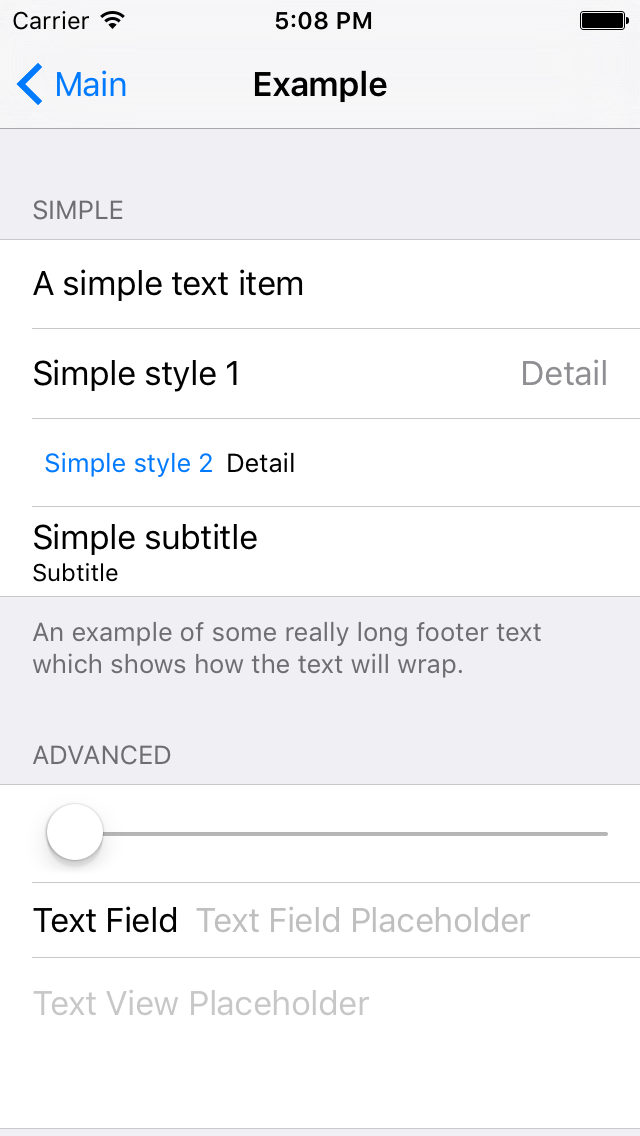 Carrier 5:08 PM
Main Example
SIMPLE
A simple text item
Simple style 1 Detail
Simple style 2 Detail
Simple subtitle
Subtitle
An example of some really long footer text
which shows how the text will wrap.
ADVANCED
Text Field Text Field Placeholder
Text View Placeholder